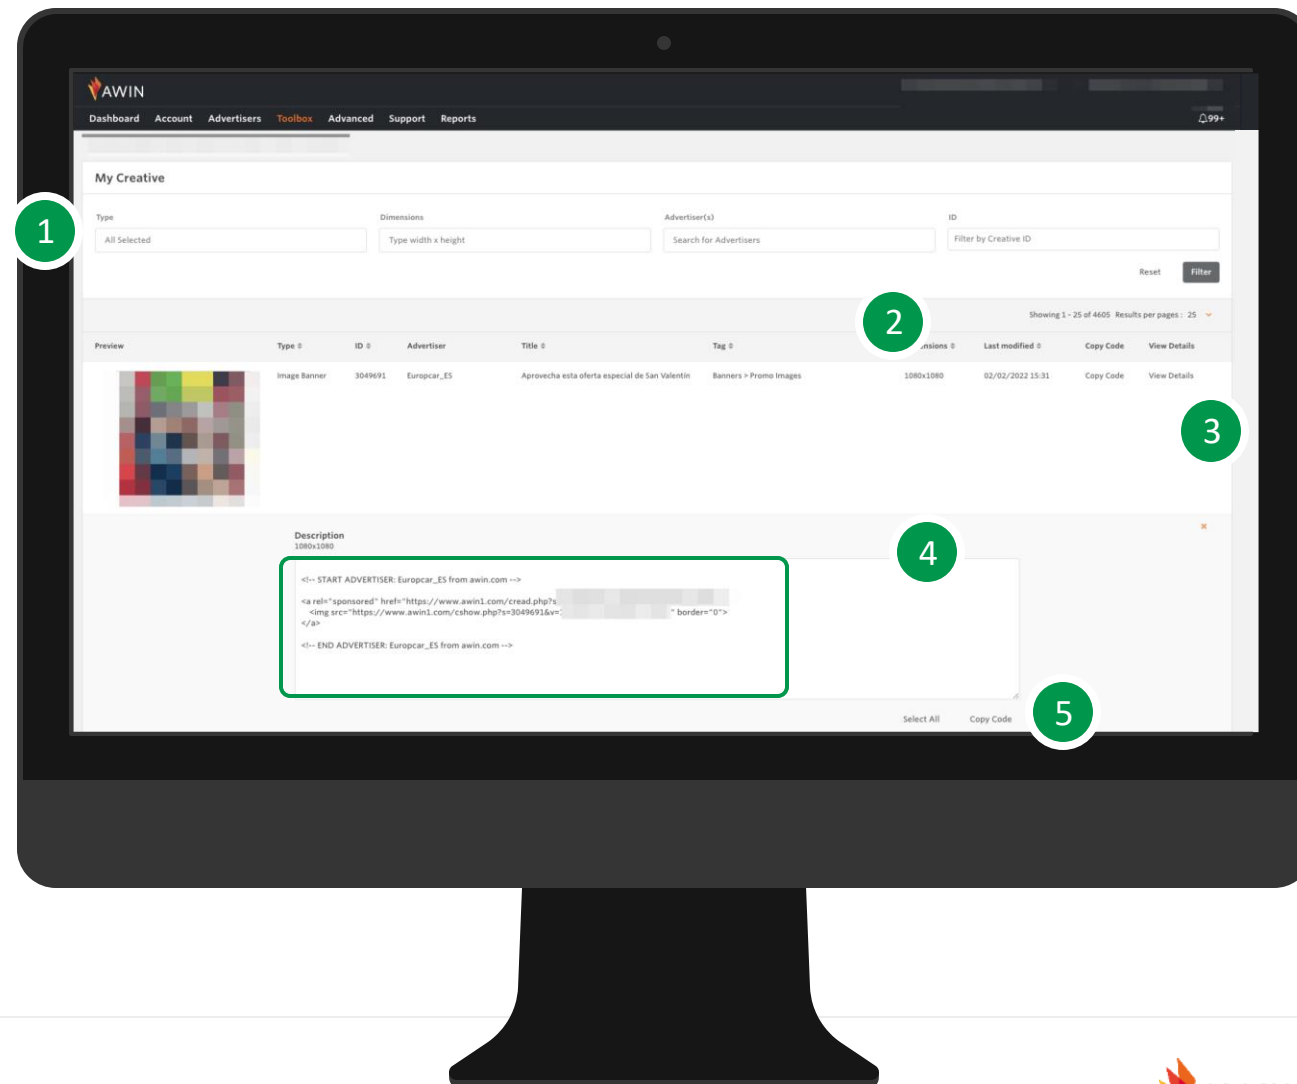 AWIN
Dashboard Account Advertisers Toolbox Advanced Support Reports
99+
My Creative
1
Type Dimensions Advertiser(s) ID
All Selected Type width x height Search for Advertisers Filter by Creative ID
Reset Filter
2
Showing 1 - 25 of 4605 Results per pages : 25
Preview Type ID Advertiser Title Tag Last modified Copy Code View Details
Image Banner 3049691 Europcar_ES Aprovecha esta oferta especial de San Valentín Banners > Promo Images 1080x1080 02/02/2022 15:31 Copy Code View Details
3
Description
1080x1080
4
<!-- START ADVERTISER: Europcar_ES from awin.com -->
<a rel="sponsored" href="https://www.awin1.com/cread.php?s
<img src="https://www.awin1.com/cshow.php?s=3049691&v= " border="0">
</a>
<!-- END ADVERTISER: Europcar_ES from awin.com -->
5
Select All Copy Code